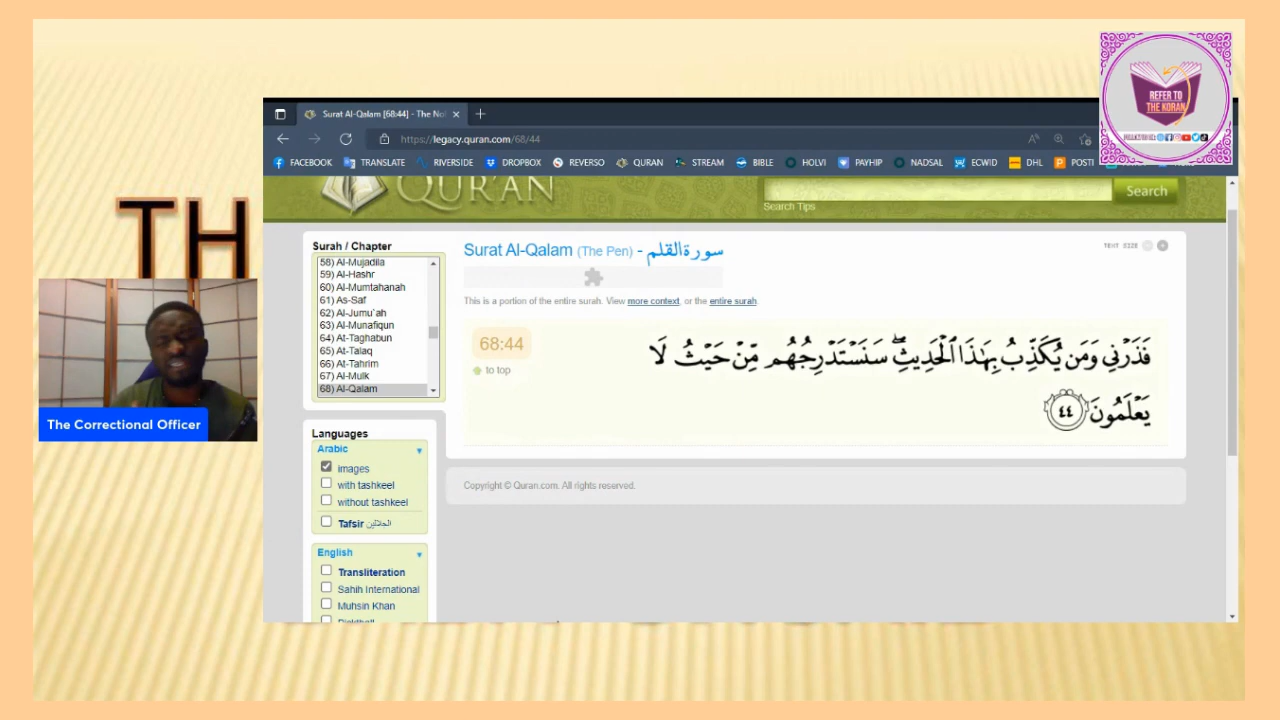 REFER TO
THE KORAN
Surat Al-Qalam [68:44] - The No
https://legacy.quran.com/68/44
FACEBOOK TRANSLATE RIVERSIDE DROPBOX REVERSO QURAN STREAM BIBLE HOLVI PAYHIP NADSAL ECWID DHL POSTI
QUR'AN
Search
Search Tips
TH
Surah / Chapter
58) Al-Mujadila
59) Al-Hashr
60) Al-Mumtahanah
61) As-Saf
62) Al-Jumu`ah
63) Al-Munafiqun
64) At-Taghabun
65) At-Talaq
66) At-Tahrim
67) Al-Mulk
68) Al-Qalam
Surat Al-Qalam (The Pen) - سورة القلم
TEXT SIZE
This is a portion of the entire surah. View more context, or the entire surah.
68:44
to top
فَذَرْنِي وَمَن يُكَذِّبُ بِهَٰذَا الْحَدِيثِ ۖ سَنَسْتَدْرِجُهُم مِّنْ حَيْثُ لَا
يَعْلَمُونَ ٤٤
The Correctional Officer
Languages
Arabic
images
with tashkeel
without tashkeel
Tafsir الجلالين
English
Transliteration
Sahih International
Muhsin Khan
Copyright © Quran.com. All rights reserved.